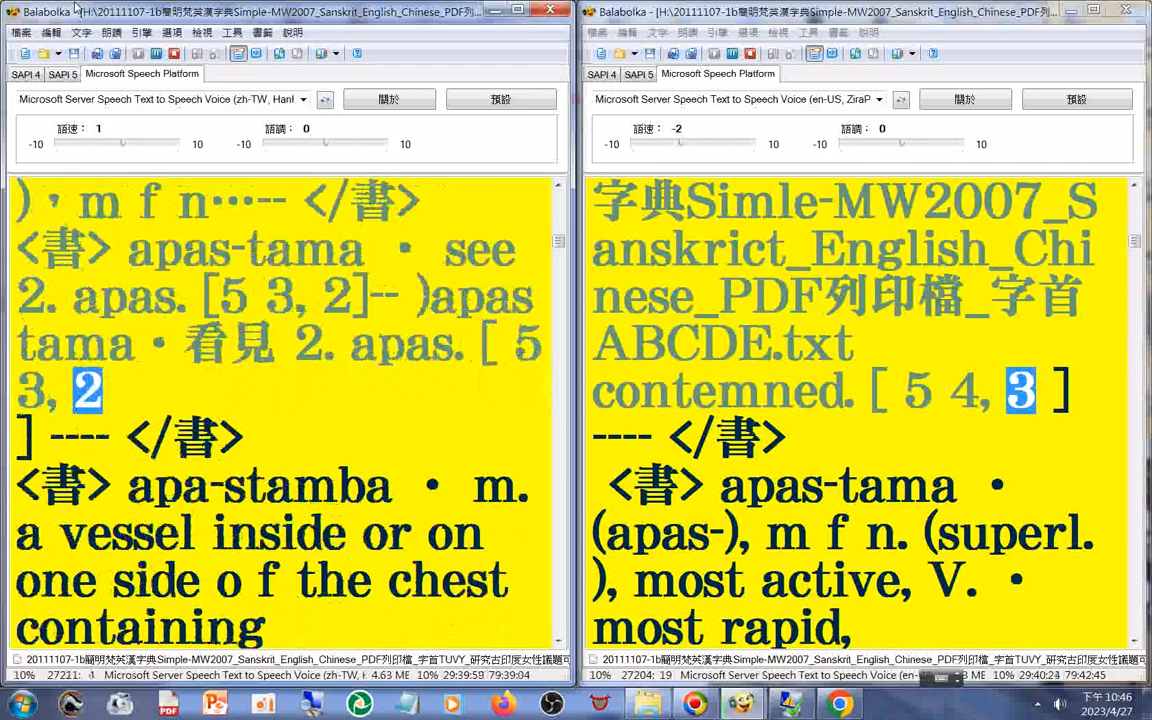 Balabolka - [H:\20111107-1b簡明梵英漢字典Simple-MW2007_Sanskrit_English_Chinese_PDF列...
檔案 編輯 文字 朗讀 引擎 選項 檢視 工具 書籤 說明
SAPI 4 SAPI 5 Microsoft Speech Platform
Microsoft Server Speech Text to Speech Voice (zh-TW, HanI 關於 預設
語速： 1 語調： 0
-10 10 -10 10
), m f n…-- </書>
<書> apas-tama • see
2. apas. [5 3, 2]-- )apas
tama • 看見 2. apas. [ 5
3, 2
] ---- </書>
<書> apa-stambha • m.
a vessel inside or on
one side o f the chest
containing
20111107-1b簡明梵英漢字典Simple-MW2007_Sanskrit_English_Chinese_PDF列印檔_字首TUVY_研究古印度女性議題可
10% 27211: 4 Microsoft Server Speech Text to Speech Voice (zh-TW, 4.63 ME 10% 29:39:59 79:39:04
Balabolka - [H:\20111107-1b簡明梵英漢字典Simple-MW2007_Sanskrit_English_Chinese_PDF列...
檔案 編輯 文字 朗讀 引擎 選項 檢視 工具 書籤 說明
SAPI 4 SAPI 5 Microsoft Speech Platform
Microsoft Server Speech Text to Speech Voice (en-US, ZiraP 關於 預設
語速： -2 語調： 0
-10 10 -10 10
字典Simle-MW2007_S
anskrict_English_Chi
nese_PDF列印檔_字首
ABCDE.txt
contemned. [ 5 4, 3 ]
---- </書>
<書> apas-tama •
(apas-), m f n. (superl.
), most active, V. •
most rapid,
20111107-1b簡明梵英漢字典Simple-MW2007_Sanskrit_English_Chinese_PDF列印檔_字首TUVY_研究古印度女性議題可
10% 27204: 19 Microsoft Server Speech Text to Speech Voice ME 10% 29:40:23 79:42:45
下午 10:46
2023/4/27